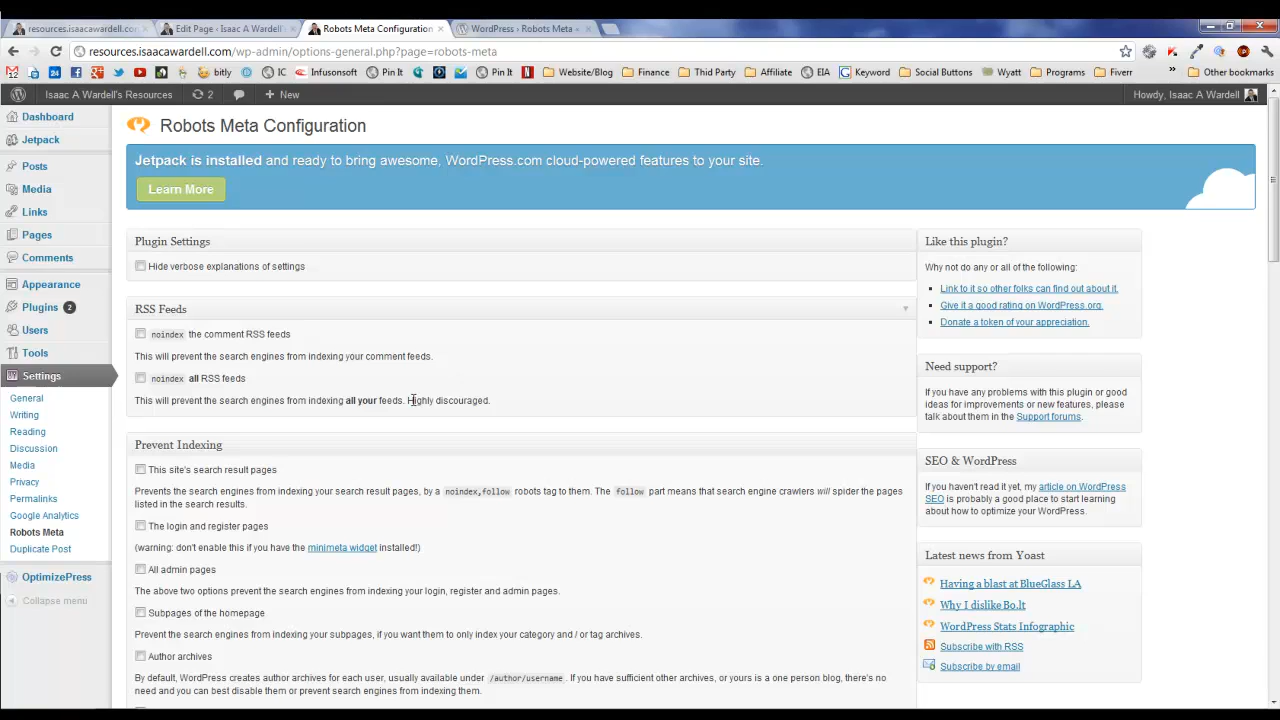 resources.isaacawardell.com/
Edit Page ‹ Isaac A Wardell
Robots Meta Configuration
WordPress › Robots Meta «
resources.isaacawardell.com/wp-admin/options-general.php?page=robots-meta
bitly
IC
Infusonsoft
Pin It
Pin It
Website/Blog
Finance
Third Party
Affiliate
EIA
Keyword
Social Buttons
Wyatt
Programs
Fiverr
»
Other bookmarks
Isaac A Wardell's Resources
2
+ New
Howdy, Isaac A Wardell
Dashboard
Jetpack
Posts
Media
Links
Pages
Comments
Appearance
Plugins 2
Users
Tools
Settings
General
Writing
Reading
Discussion
Media
Privacy
Permalinks
Google Analytics
Robots Meta
Duplicate Post
OptimizePress
Collapse menu
Robots Meta Configuration
Jetpack is installed and ready to bring awesome, WordPress.com cloud-powered features to your site.
Learn More
Plugin Settings
Hide verbose explanations of settings
RSS Feeds
noindex the comment RSS feeds
This will prevent the search engines from indexing your comment feeds.
noindex all RSS feeds
This will prevent the search engines from indexing all your feeds. Highly discouraged.
Prevent Indexing
This site's search result pages
Prevents the search engines from indexing your search result pages, by a noindex,follow robots tag to them. The follow part means that search engine crawlers will spider the pages
listed in the search results.
The login and register pages
(warning: don't enable this if you have the minimeta widget installed!)
All admin pages
The above two options prevent the search engines from indexing your login, register and admin pages.
Subpages of the homepage
Prevent the search engines from indexing your subpages, if you want them to only index your category and / or tag archives.
Author archives
By default, WordPress creates author archives for each user, usually available under /author/username. If you have sufficient other archives, or yours is a one person blog, there's no
need and you can best disable them or prevent search engines from indexing them.
Like this plugin?
Why not do any or all of the following:
Link to it so other folks can find out about it.
Give it a good rating on WordPress.org.
Donate a token of your appreciation.
Need support?
If you have any problems with this plugin or good
ideas for improvements or new features, please
talk about them in the Support forums.
SEO & WordPress
If you haven't read it yet, my article on WordPress
SEO is probably a good place to start learning
about how to optimize your WordPress.
Latest news from Yoast
Having a blast at BlueGlass LA
Why I dislike Bo.lt
WordPress Stats Infographic
Subscribe with RSS
Subscribe by email